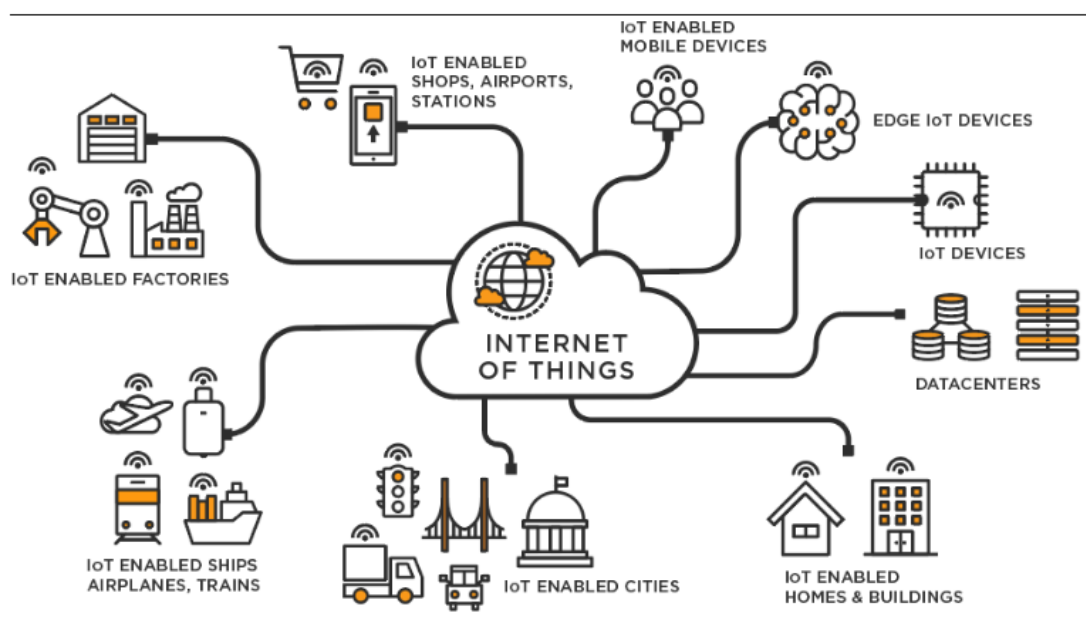 IoT ENABLED
MOBILE DEVICES
IoT ENABLED
SHOPS, AIRPORTS,
STATIONS
EDGE IoT DEVICES
IoT DEVICES
IoT ENABLED FACTORIES
INTERNET
OF THINGS
DATACENTERS
IoT ENABLED SHIPS
AIRPLANES, TRAINS
IoT ENABLED CITIES
IoT ENABLED
HOMES & BUILDINGS